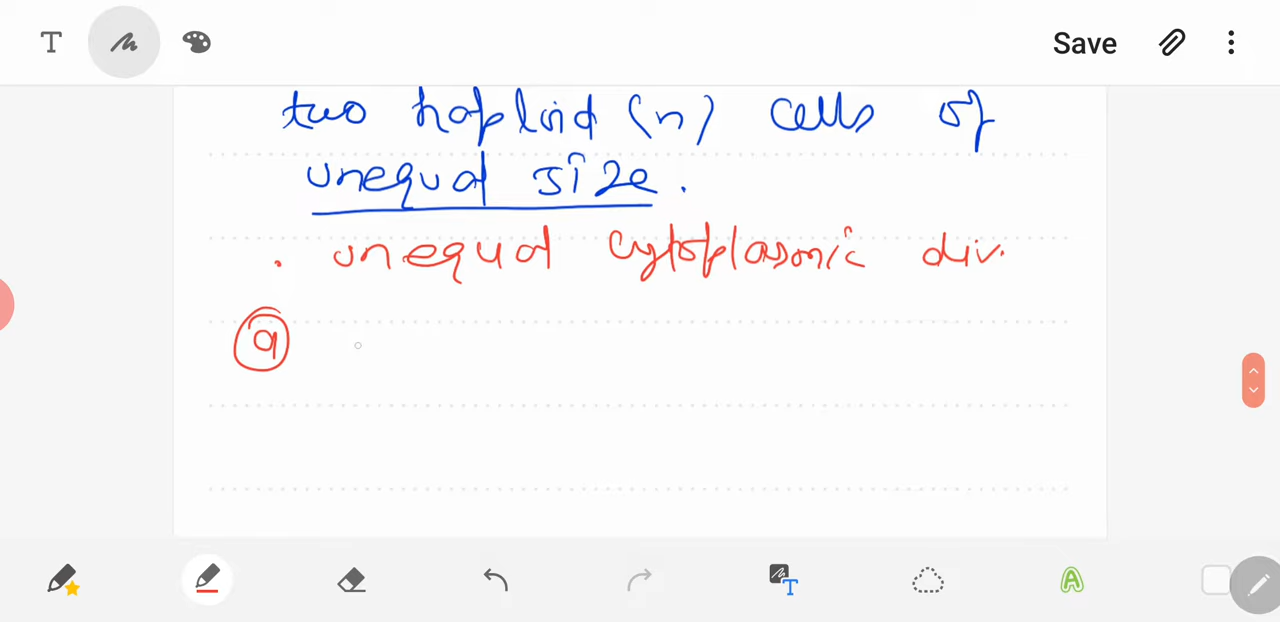 T Save
two haploid (n) cells of
unequal size.
. unequal cytoplasmic div.
a
T
A